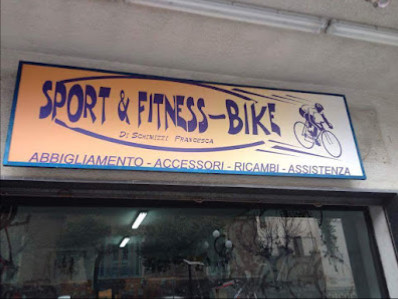 SPORT & FITNESS-BIKE
DI SCHINIZZI FRANCESCA
ABBIGLIAMENTO - ACCESSORI - RICAMBI - ASSISTENZA